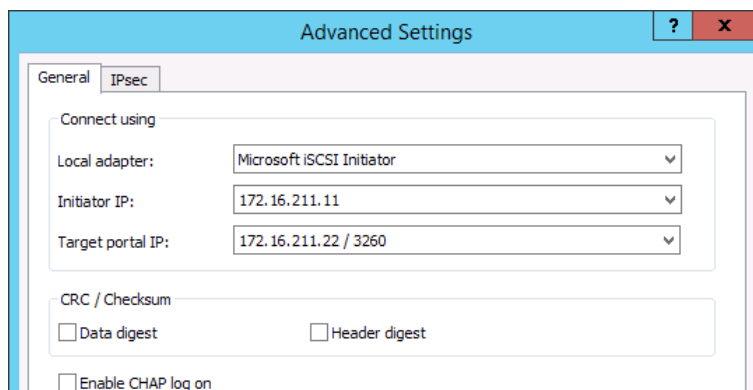 Advanced Settings
? x
General IPsec
Connect using
Local adapter: Microsoft iSCSI Initiator
Initiator IP: 172.16.211.11
Target portal IP: 172.16.211.22 / 3260
CRC / Checksum
Data digest Header digest
Enable CHAP log on